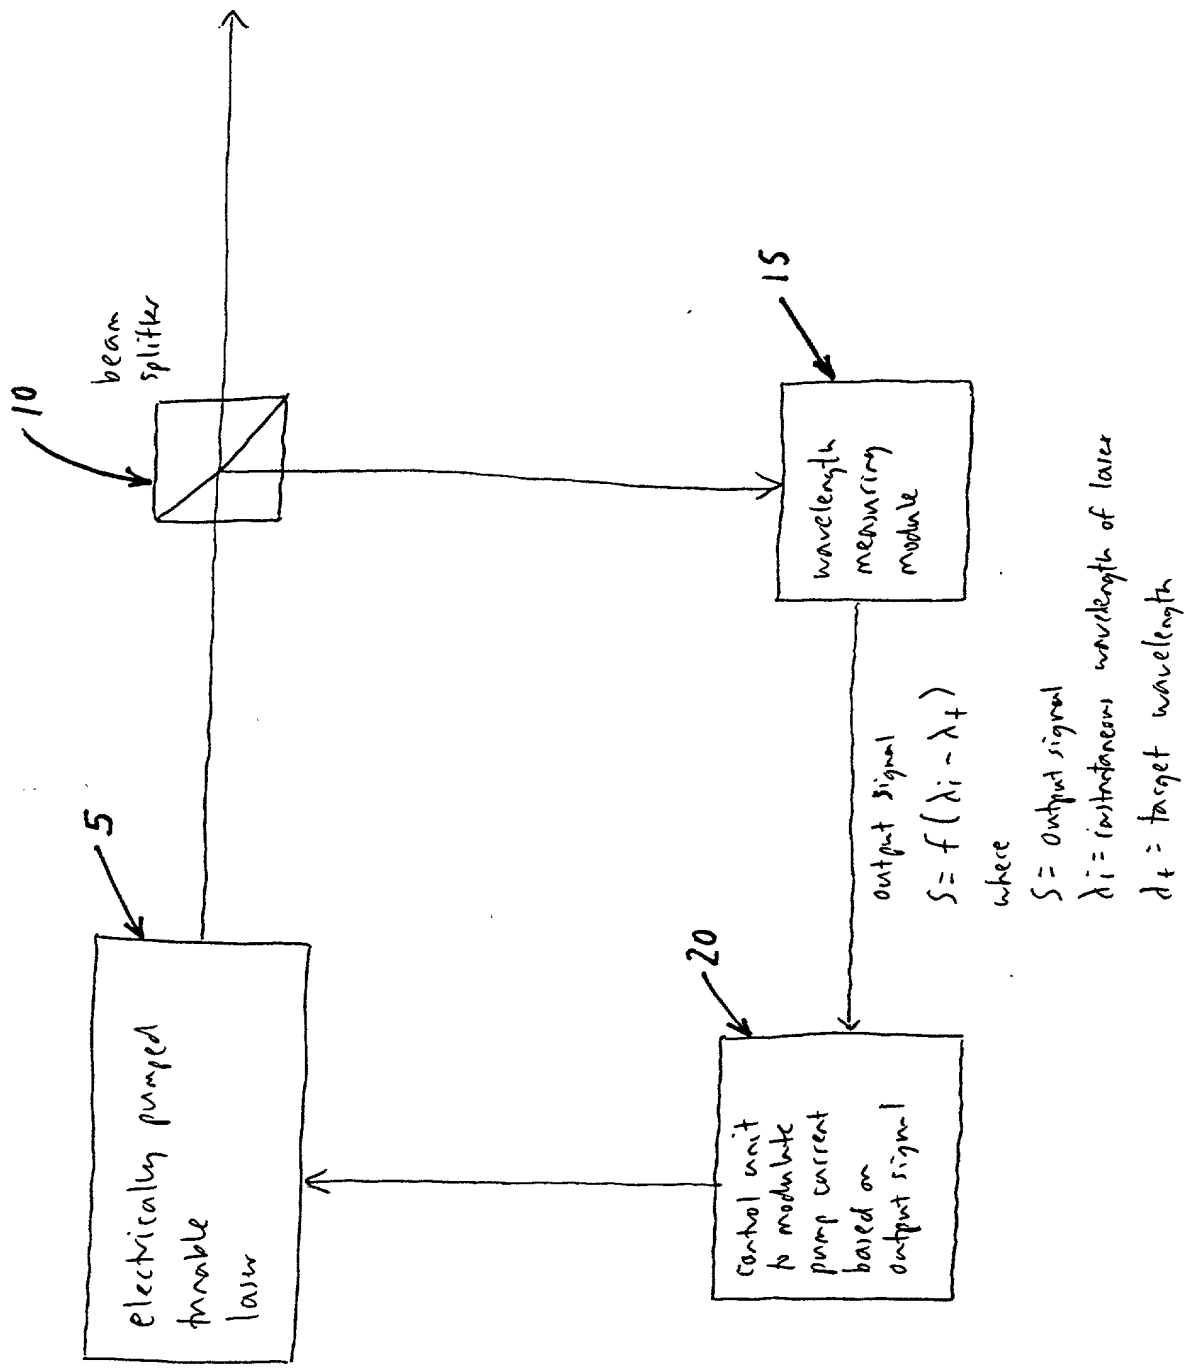 electrically pumped
tunable
laser
5
10
beam
splitter
15
wavelength
measuring
module
output signal
S = f(λi - λt)
where
S = output signal
λi = instantaneous wavelength of laser
λt = target wavelength
20
control unit
to modulate
pump current
based on
output signal